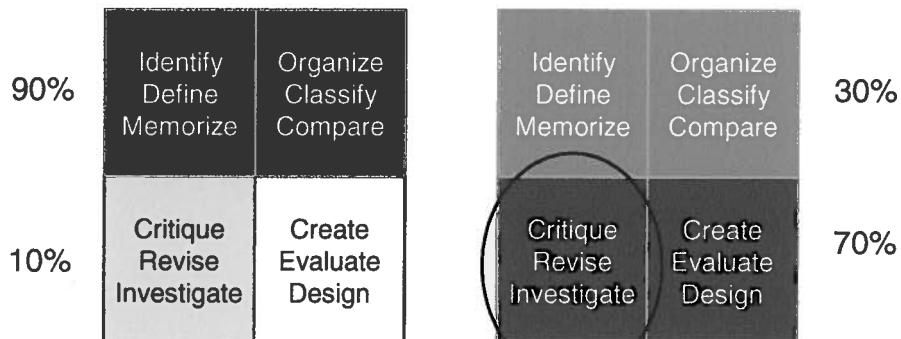 90%
Identify
Define
Memorize
Organize
Classify
Compare
10%
Critique
Revise
Investigate
Create
Evaluate
Design
Identify
Define
Memorize
Organize
Classify
Compare
30%
Critique
Revise
Investigate
Create
Evaluate
Design
70%